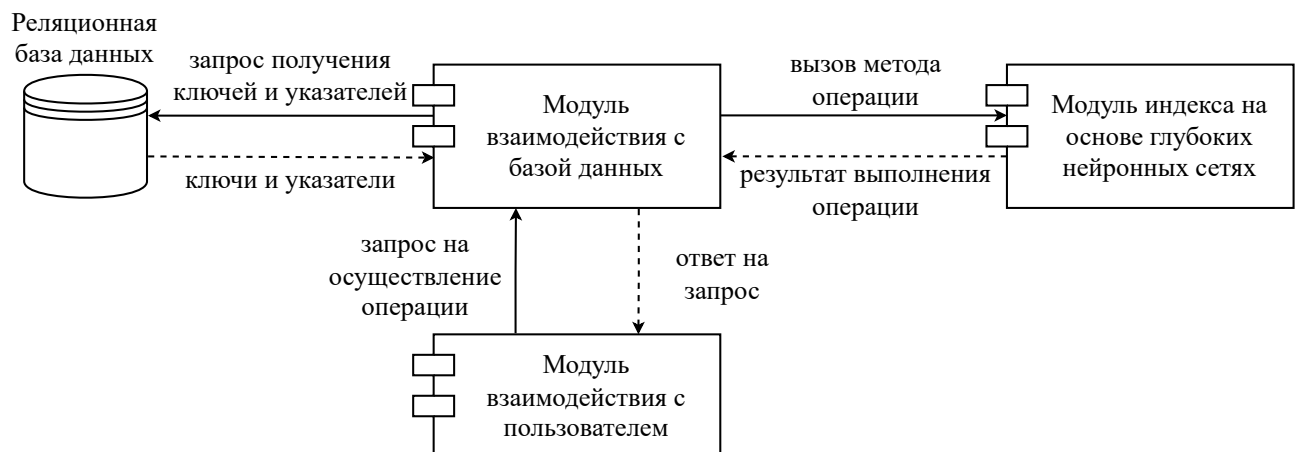 Реляционная
база данных
запрос получения
ключей и указателей
ключи и указатели
Модуль
взаимодействия с
базой данных
вызов метода
операции
результат выполнения
операции
Модуль индекса на
основе глубоких
нейронных сетях
запрос на
осуществление
операции
ответ на
запрос
Модуль
взаимодействия с
пользователем